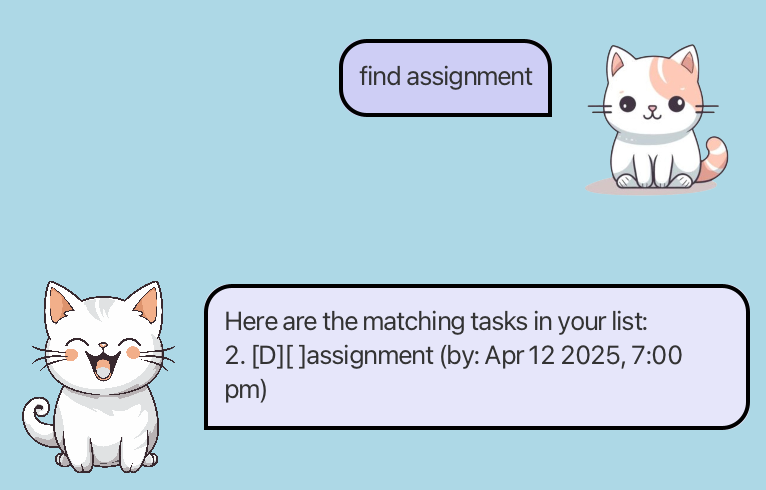 find assignment
Here are the matching tasks in your list:
2. [D][ ]assignment (by: Apr 12 2025, 7:00
pm)